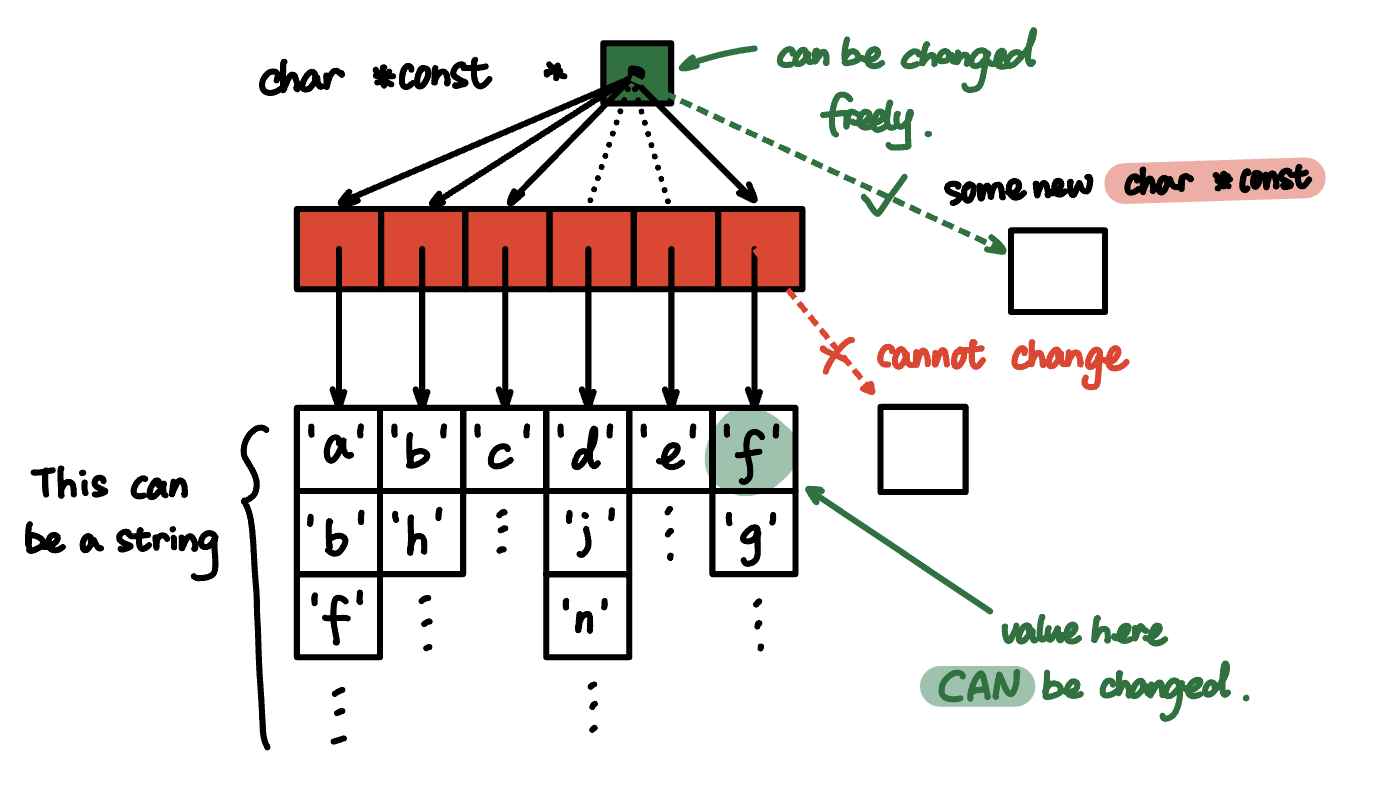 char *const *
can be changed
freely.
some new char *const
cannot change
This can
be a string
'a' 'b' 'c' 'd' 'e' 'f'
'b' 'h' 'j' 'g'
'f' 'n'
value here
CAN be changed.